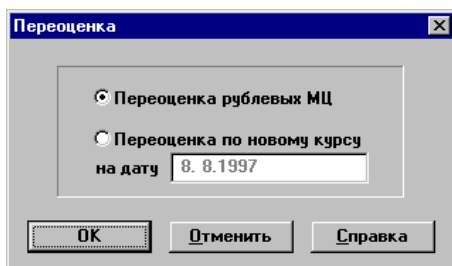 Переоценка
Переоценка рублевых МЦ
Переоценка по новому курсу
на дату 8. 8.1997
OK Отменить Справка